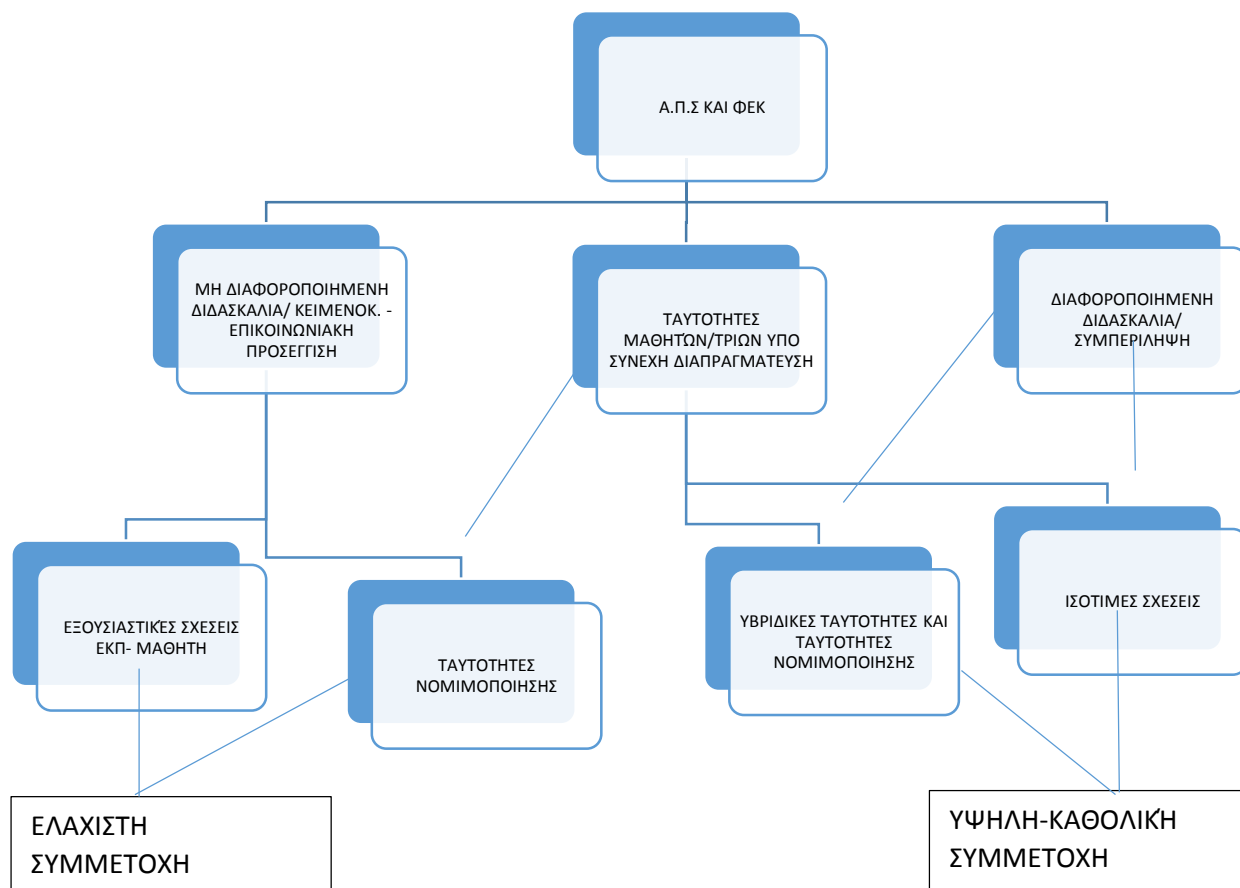 Α.Π.Σ ΚΑΙ ΦΕΚ
ΜΗ ΔΙΑΦΟΡΟΠΟΙΗΜΕΝΗ
ΔΙΔΑΣΚΑΛΙΑ/ ΚΕΙΜΕΝΟΚ. -
ΕΠΙΚΟΙΝΩΝΙΑΚΗ
ΠΡΟΣΕΓΓΙΣΗ
ΤΑΥΤΟΤΗΤΕΣ
ΜΑΘΗΤΏΝ/ΤΡΙΩΝ ΥΠΟ
ΣΥΝΕΧΗ ΔΙΑΠΡΑΓΜΑΤΕΥΣΗ
ΔΙΑΦΟΡΟΠΟΙΗΜΕΝΗ
ΔΙΔΑΣΚΑΛΙΑ/
ΣΥΜΠΕΡΙΛΗΨΗ
ΕΞΟΥΣΙΑΣΤΙΚΈΣ ΣΧΕΣΕΙΣ
ΕΚΠ- ΜΑΘΗΤΗ
ΤΑΥΤΟΤΗΤΕΣ
ΝΟΜΙΜΟΠΟΙΗΣΗΣ
ΥΒΡΙΔΙΚΕΣ ΤΑΥΤΟΤΗΤΕΣ ΚΑΙ
ΤΑΥΤΟΤΗΤΕΣ
ΝΟΜΙΜΟΠΟΙΗΣΗΣ
ΙΣΟΤΙΜΕΣ ΣΧΕΣΕΙΣ
ΕΛΑΧΙΣΤΗ
ΣΥΜΜΕΤΟΧΗ
ΥΨΗΛΗ-ΚΑΘΟΛΙΚΉ
ΣΥΜΜΕΤΟΧΗ